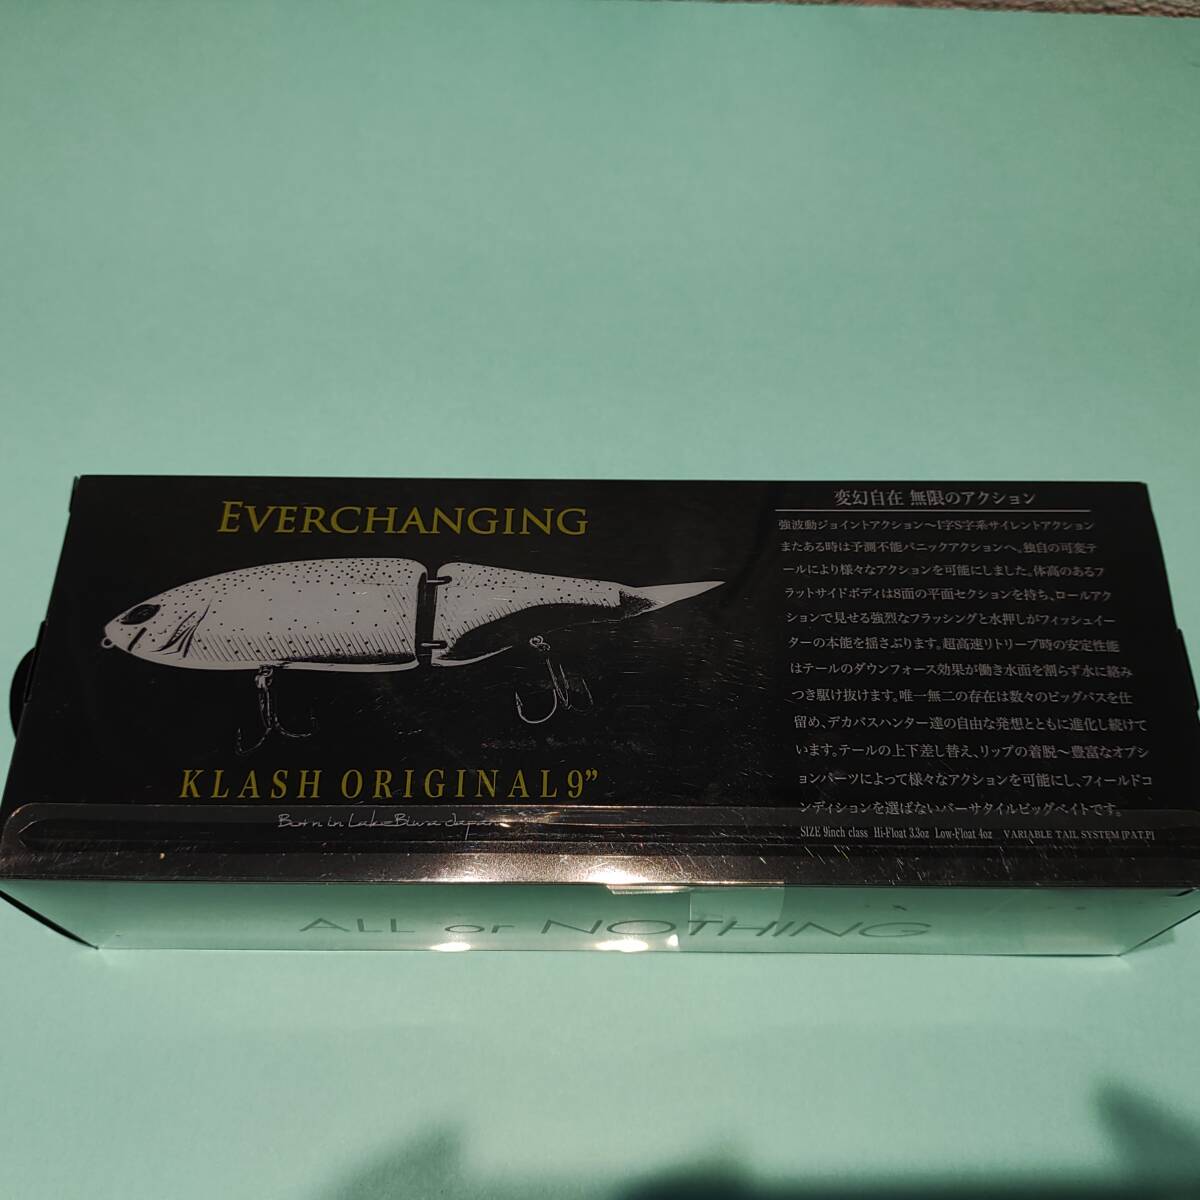 EVERCHANGING
KLASH ORIGINAL9”
Born in Lake Biwa Japan
変幻自在 無限のアクション
強波動ジョイントアクション〜I字S字系サイレントアクション
またある時は予測不能パニックアクションへ。独自の可変テ
ールにより様々なアクションを可能にしました。体高のあるフ
ラットサイドボディは8面の平面セクションを持ち、ロールアク
ションで見せる強烈なフラッシングと水押しがフィッシュイー
ターの本能を揺さぶります。超高速リトリーブ時の安定性能
はテールのダウンフォース効果が働き水面を割らず水に絡み
つき駆け抜けます。唯一無二の存在は数々のビッグバスを仕
留め、デカバスハンター達の自由な発想とともに進化し続けて
います。テールの上下差し替え、リップの着脱〜豊富なオプシ
ョンパーツによって様々なアクションを可能にし、フィールドコ
ンディションを選ばないバーサタイルビッグベイトです。
SIZE 9inch class Hi-Float 3.3oz Low-Float 4oz VARIABLE TAIL SYSTEM [P.A.T.P]
ALL or NOTHING